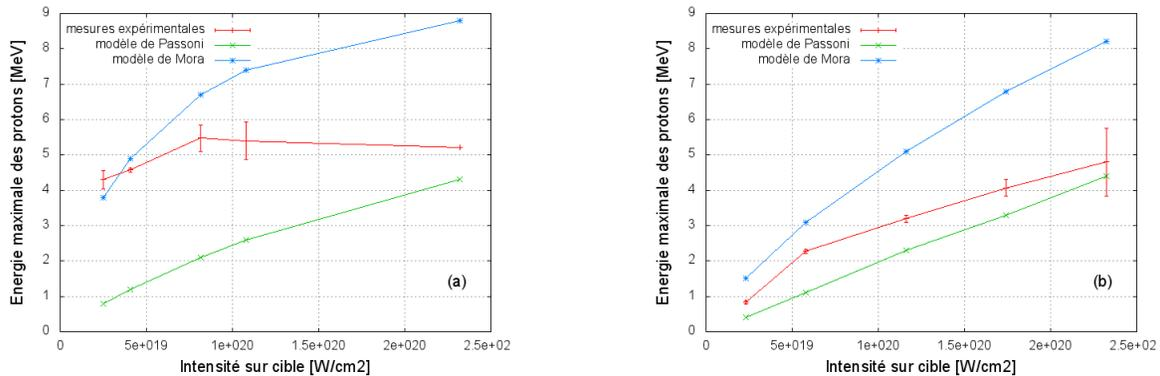 Energie maximale des protons [MeV]
9
8
7
6
5
4
3
2
1
0
mesures expérimentales
modèle de Passoni
modèle de Mora
(a)
0 5e+019 1e+020 1.5e+020 2e+020 2.5e+02
Intensité sur cible [W/cm2]
Energie maximale des protons [MeV]
9
8
7
6
5
4
3
2
1
0
mesures expérimentales
modèle de Passoni
modèle de Mora
(b)
0 5e+019 1e+020 1.5e+020 2e+020 2.5e+02
Intensité sur cible [W/cm2]